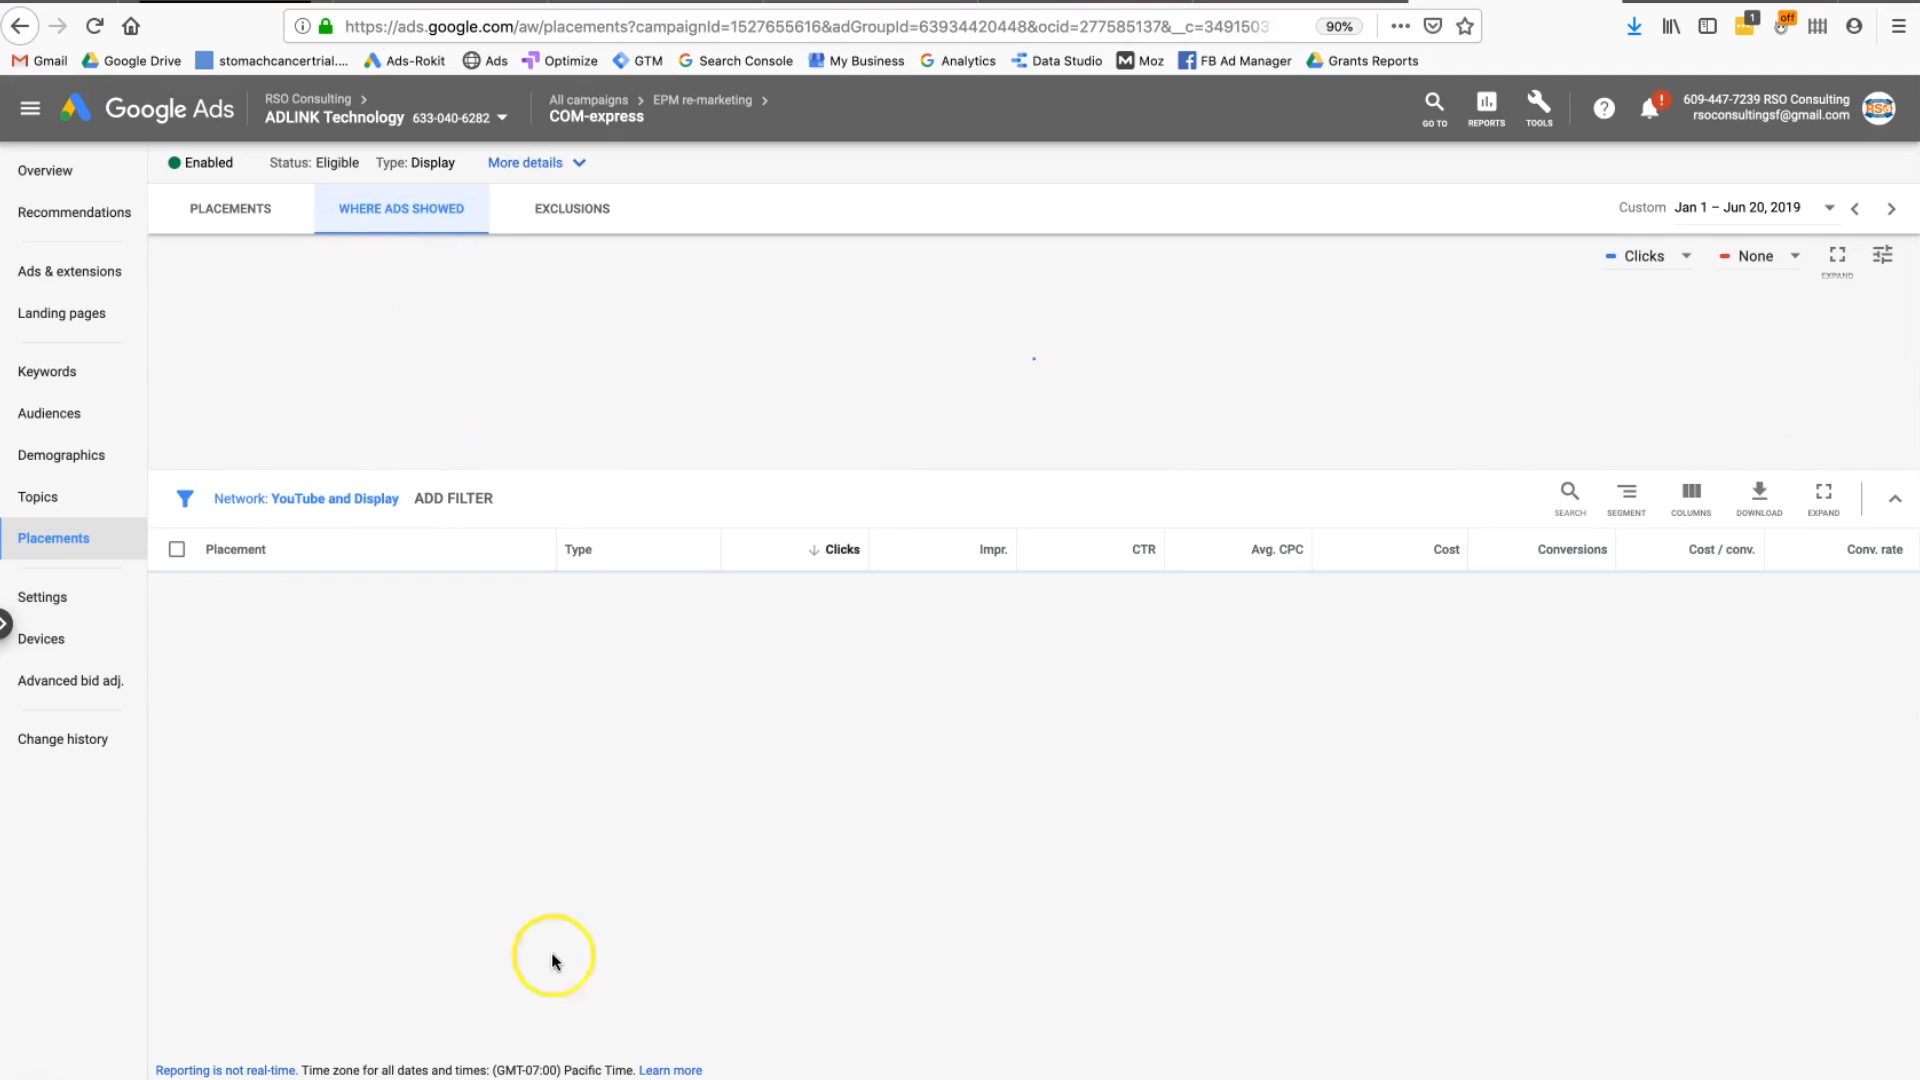 https://ads.google.com/aw/placements?campaignId=1527655616&adGroupId=63934420448&ocid=277585137&__c=349150
90%
1
off
Gmail
Google Drive
stomachcancertrial....
Ads-Rokit
Ads
Optimize
GTM
Search Console
My Business
Analytics
Data Studio
Moz
FB Ad Manager
Grants Reports
Google Ads
RSO Consulting
ADLINK Technology 633-040-6282
All campaigns > EPM re-marketing >
COM-express
GO TO
REPORTS
TOOLS
?
!
609-447-7239 RSO Consulting
rsoconsultingsf@gmail.com
RSO
Overview
Recommendations
Ads & extensions
Landing pages
Keywords
Audiences
Demographics
Topics
Placements
Settings
Devices
Advanced bid adj.
Change history
Enabled
Status: Eligible
Type: Display
More details
PLACEMENTS
WHERE ADS SHOWED
EXCLUSIONS
Custom Jan 1 – Jun 20, 2019
Clicks
None
EXPAND
Network: YouTube and Display
ADD FILTER
SEARCH
SEGMENT
COLUMNS
DOWNLOAD
EXPAND
Placement
Type
Clicks
Impr.
CTR
Avg. CPC
Cost
Conversions
Cost / conv.
Conv. rate
Reporting is not real-time. Time zone for all dates and times: (GMT-07:00) Pacific Time. Learn more